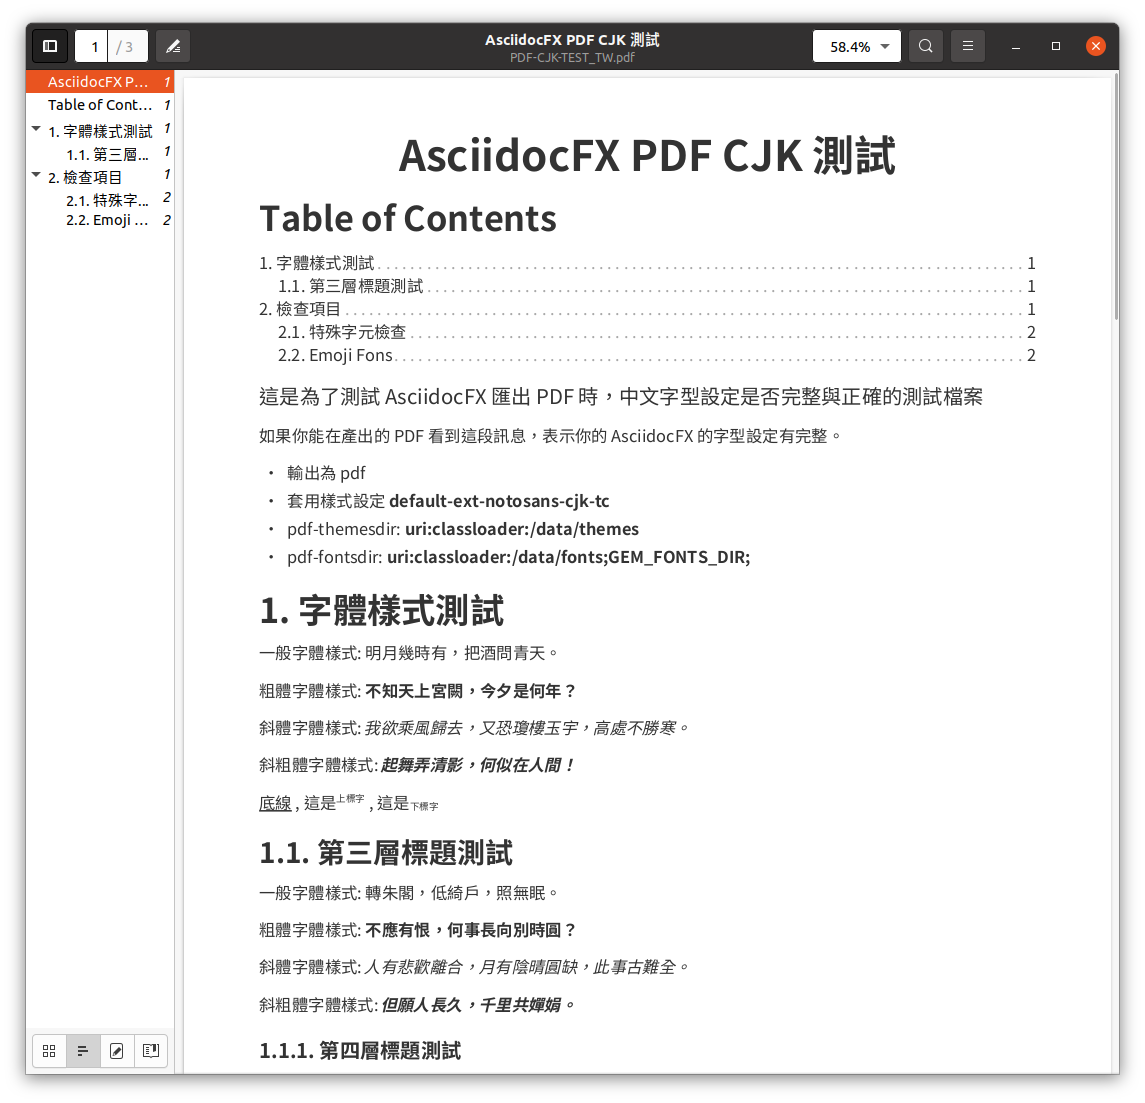 AsciidocFX PDF CJK 測試
PDF-CJK-TEST_TW.pdf
1 / 3
58.4%
AsciidocFX P… 1
Table of Cont… 1
1. 字體樣式測試 1
1.1. 第三層… 1
2. 檢查項目 1
2.1. 特殊字… 2
2.2. Emoji … 2
AsciidocFX PDF CJK 測試
Table of Contents
1. 字體樣式測試 1
1.1. 第三層標題測試 1
2. 檢查項目 1
2.1. 特殊字元檢查 2
2.2. Emoji Fons 2
這是為了測試 AsciidocFX 匯出 PDF 時，中文字型設定是否完整與正確的測試檔案
如果你能在產出的 PDF 看到這段訊息，表示你的 AsciidocFX 的字型設定有完整。
• 輸出為 pdf
• 套用樣式設定 default-ext-notosans-cjk-tc
• pdf-themesdir: uri:classloader:/data/themes
• pdf-fontsdir: uri:classloader:/data/fonts;GEM_FONTS_DIR;
1. 字體樣式測試
一般字體樣式: 明月幾時有，把酒問青天。
粗體字體樣式: 不知天上宮闕，今夕是何年？
斜體字體樣式: 我欲乘風歸去，又恐瓊樓玉宇，高處不勝寒。
斜粗體字體樣式: 起舞弄清影，何似在人間！
底線 , 這是上標字 , 這是下標字
1.1. 第三層標題測試
一般字體樣式: 轉朱閣，低綺戶，照無眠。
粗體字體樣式: 不應有恨，何事長向別時圓？
斜體字體樣式: 人有悲歡離合，月有陰晴圓缺，此事古難全。
斜粗體字體樣式: 但願人長久，千里共嬋娟。
1.1.1. 第四層標題測試